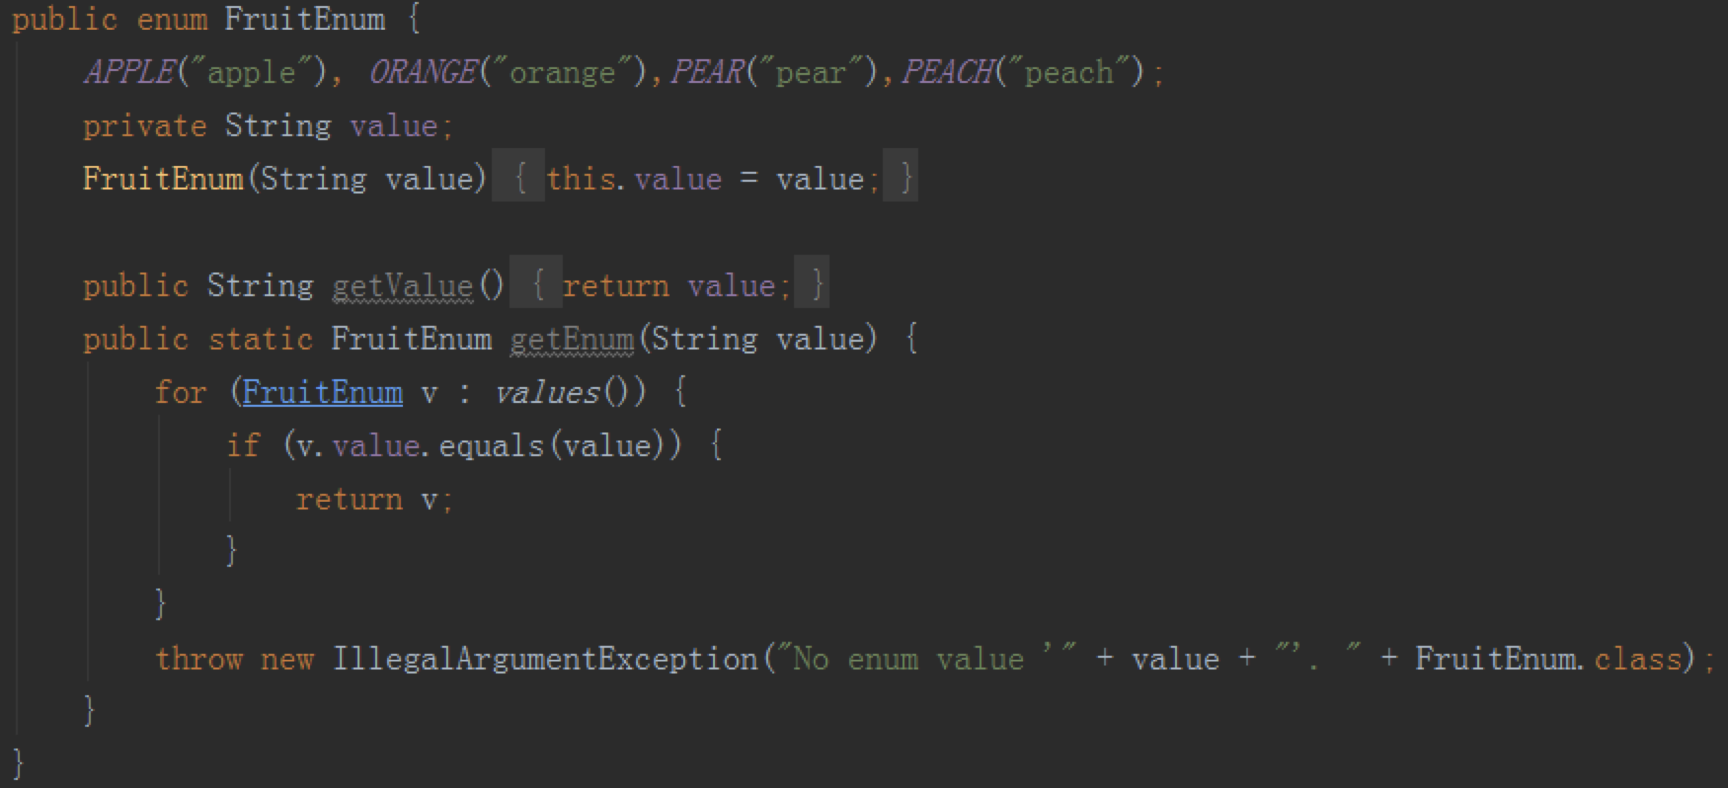 public enum FruitEnum {
APPLE("apple"), ORANGE("orange"),PEAR("pear"),PEACH("peach");
private String value;
FruitEnum(String value) { this.value = value; }
public String getValue() { return value; }
public static FruitEnum getEnum(String value) {
for (FruitEnum v : values()) {
if (v.value.equals(value)) {
return v;
}
}
throw new IllegalArgumentException("No enum value '" + value + "'. " + FruitEnum.class);
}
}